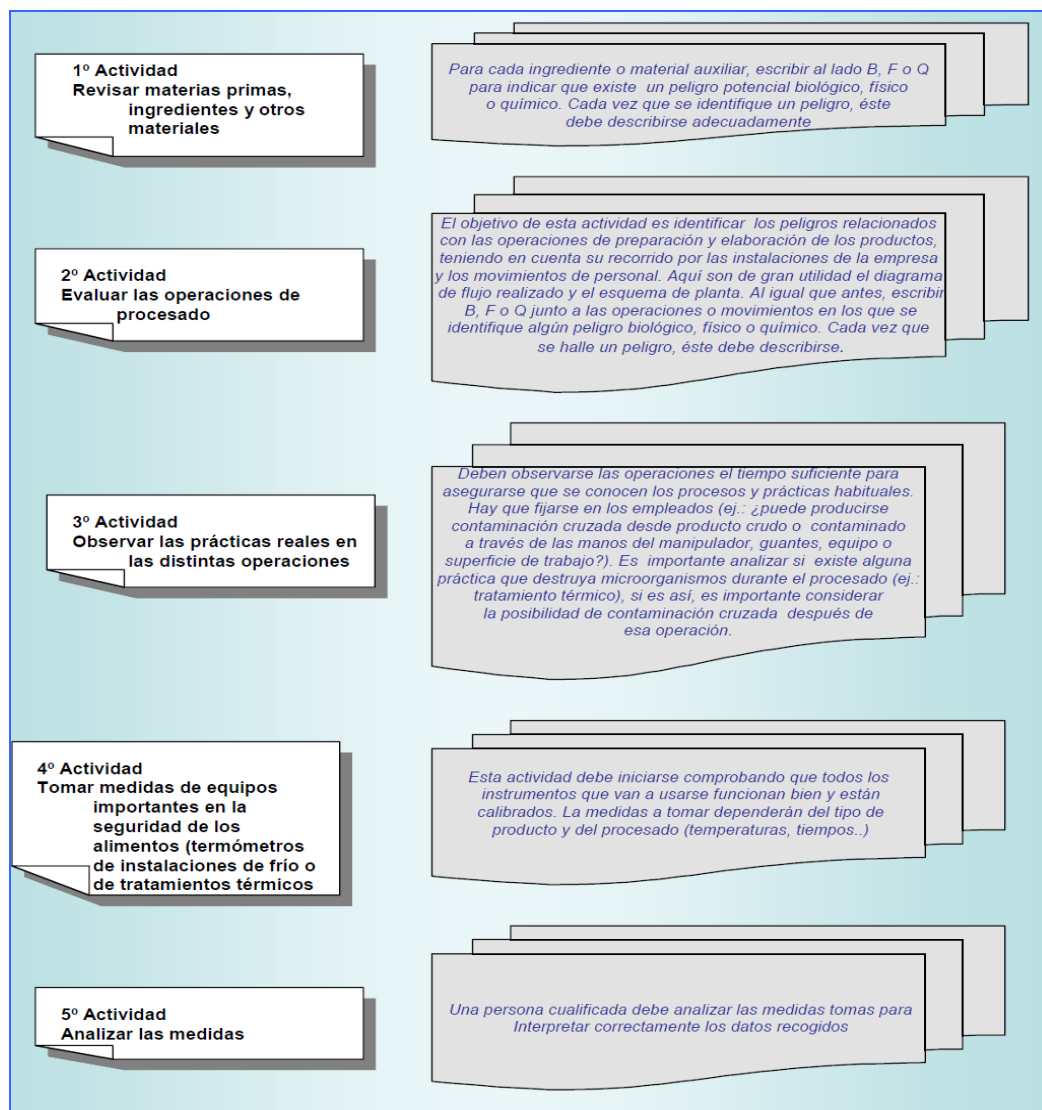 1º Actividad
Revisar materias primas,
ingredientes y otros
materiales
Para cada ingrediente o material auxiliar, escribir al lado B, F o Q
para indicar que existe un peligro potencial biológico, físico
o químico. Cada vez que se identifique un peligro, éste
debe describirse adecuadamente
2º Actividad
Evaluar las operaciones de
procesado
El objetivo de esta actividad es identificar los peligros relacionados
con las operaciones de preparación y elaboración de los productos,
teniendo en cuenta su recorrido por las instalaciones de la empresa
y los movimientos de personal. Aquí son de gran utilidad el diagrama
de flujo realizado y el esquema de planta. Al igual que antes, escribir
B, F o Q junto a las operaciones o movimientos en los que se
identifique algún peligro biológico, físico o químico. Cada vez que
se halle un peligro, éste debe describirse.
3º Actividad
Observar las prácticas reales en
las distintas operaciones
Deben observarse las operaciones el tiempo suficiente para
asegurarse que se conocen los procesos y prácticas habituales.
Hay que fijarse en los empleados (ej.: ¿puede producirse
contaminación cruzada desde producto crudo o contaminado
a través de las manos del manipulador, guantes, equipo o
superficie de trabajo?). Es importante analizar si existe alguna
práctica que destruya microorganismos durante el procesado (ej.:
tratamiento térmico), si es así, es importante considerar
la posibilidad de contaminación cruzada después de
esa operación.
4º Actividad
Tomar medidas de equipos
importantes en la
seguridad de los
alimentos (termómetros
de instalaciones de frío o
de tratamientos térmicos
Esta actividad debe iniciarse comprobando que todos los
instrumentos que van a usarse funcionan bien y están
calibrados. La medidas a tomar dependerán del tipo de
producto y del procesado (temperaturas, tiempos..)
5º Actividad
Analizar las medidas
Una persona cualificada debe analizar las medidas tomas para
Interpretar correctamente los datos recogidos